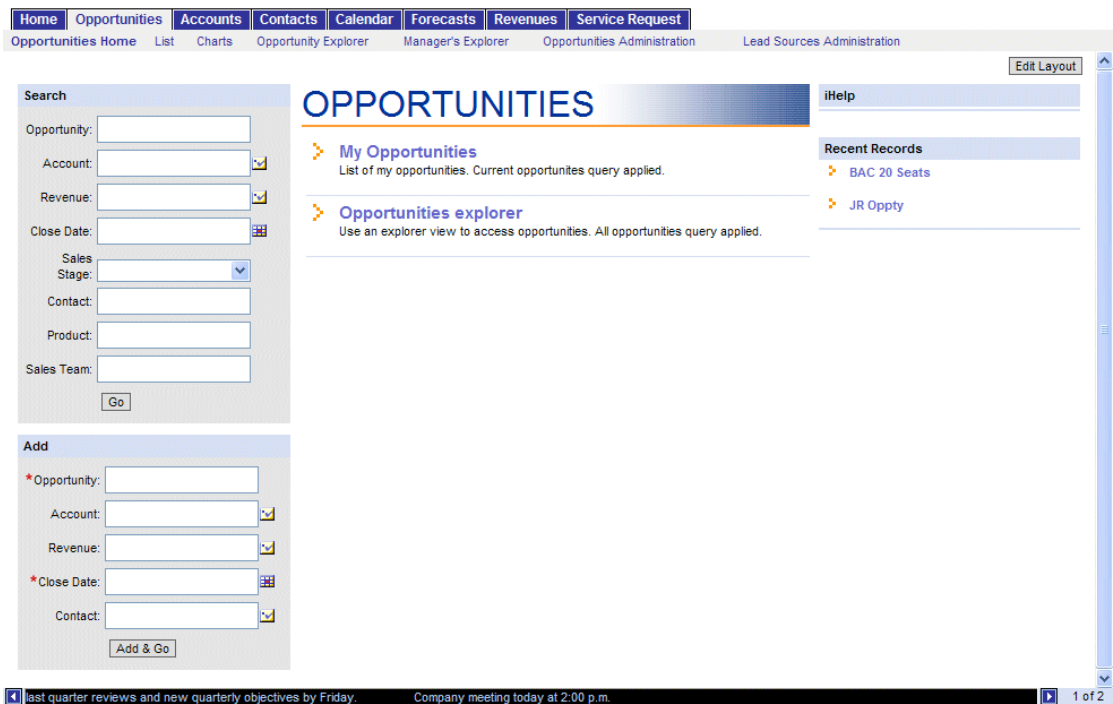 Home Opportunities Accounts Contacts Calendar Forecasts Revenues Service Request
Opportunities Home List Charts Opportunity Explorer Manager's Explorer Opportunities Administration Lead Sources Administration
Edit Layout
Search
Opportunity:
Account:
Revenue:
Close Date:
Sales
Stage:
Contact:
Product:
Sales Team:
Go
Add
*Opportunity:
Account:
Revenue:
*Close Date:
Contact:
Add & Go
OPPORTUNITIES
My Opportunities
List of my opportunities. Current opportunites query applied.
Opportunities explorer
Use an explorer view to access opportunities. All opportunities query applied.
iHelp
Recent Records
BAC 20 Seats
JR Oppty
last quarter reviews and new quarterly objectives by Friday. Company meeting today at 2:00 p.m.
1 of 2